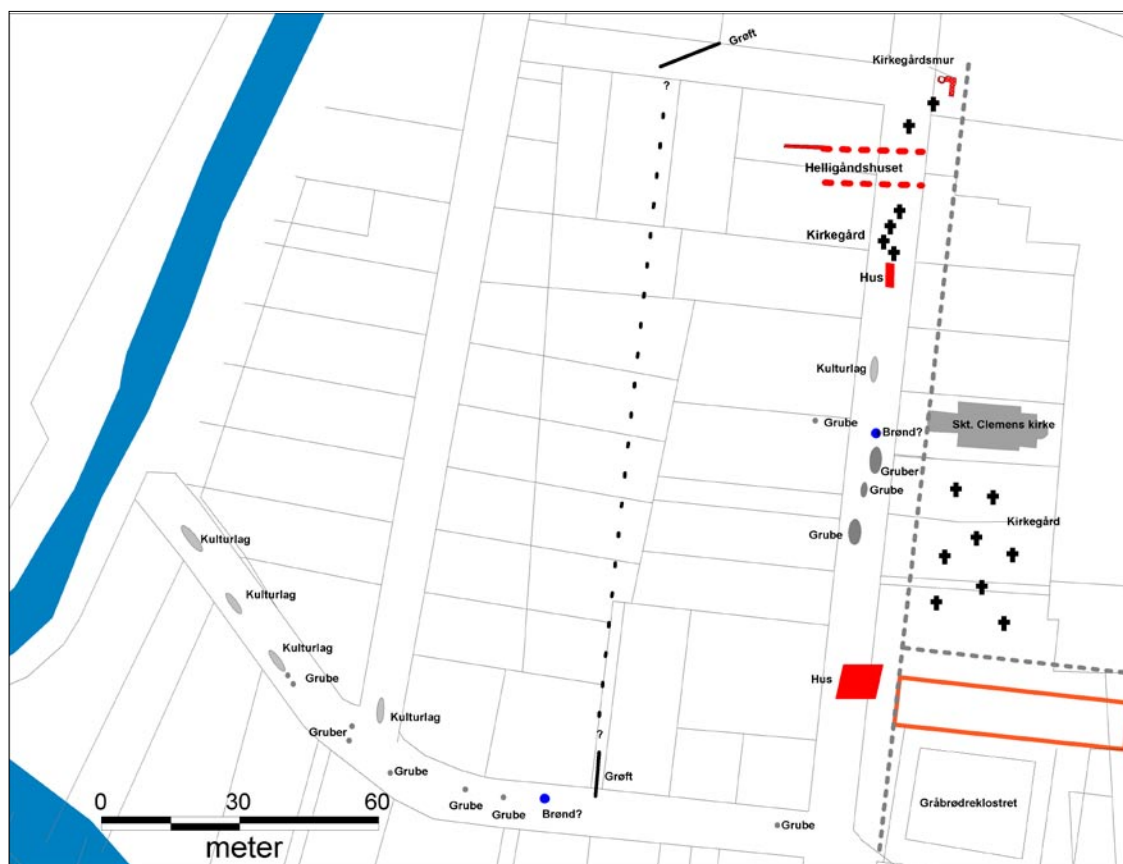 Grøft
Kirkegårdsmur
?
Helligåndshuset
Kirkegård
Hus
Kulturlag
Grube
Brønd?
Skt. Clemens kirke
Gruber
Grube
Kirkegård
Grube
Kulturlag
Kulturlag
Grube
Hus
Kulturlag
Gruber
?
Grube
Grøft
0 30 60
meter
Grube
Grube
Brønd?
Grube
Gråbrødreklostret